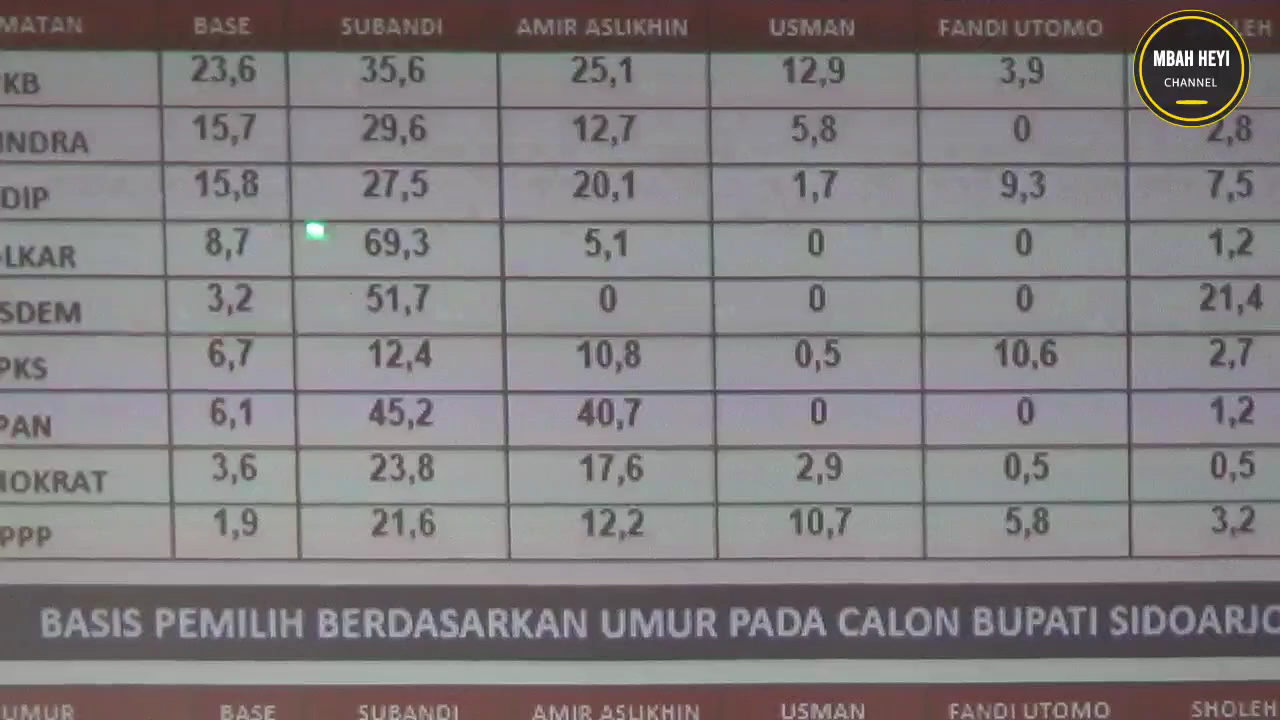 MATAN BASE SUBANDI AMIR ASLIKHIN USMAN FANDI UTOMO LEH
KB 23,6 35,6 25,1 12,9 3,9
INDRA 15,7 29,6 12,7 5,8 0 2,8
DIP 15,8 27,5 20,1 1,7 9,3 7,5
LKAR 8,7 69,3 5,1 0 0 1,2
SDEM 3,2 51,7 0 0 0 21,4
PKS 6,7 12,4 10,8 0,5 10,6 2,7
PAN 6,1 45,2 40,7 0 0 1,2
OKRAT 3,6 23,8 17,6 2,9 0,5 0,5
PPP 1,9 21,6 12,2 10,7 5,8 3,2
BASIS PEMILIH BERDASARKAN UMUR PADA CALON BUPATI SIDOARJO
UMUR BASE SUBANDI AMIR ASLIKHIN USMAN FANDI UTOMO SHOLEH
MBAH HEYI
CHANNEL